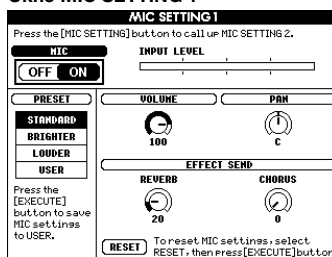 MIC SETTING 1
Press the [MIC SETTING] button to call up MIC SETTING 2.
MIC
OFF ON
INPUT LEVEL
PRESET
STANDARD
BRIGHTER
LOUDER
USER
Press the
[EXECUTE]
button to save
MIC settings
to USER.
VOLUME
100
PAN
C
EFFECT SEND
REVERB
20
CHORUS
0
RESET
To reset MIC settings, select
RESET, then press [EXECUTE] button